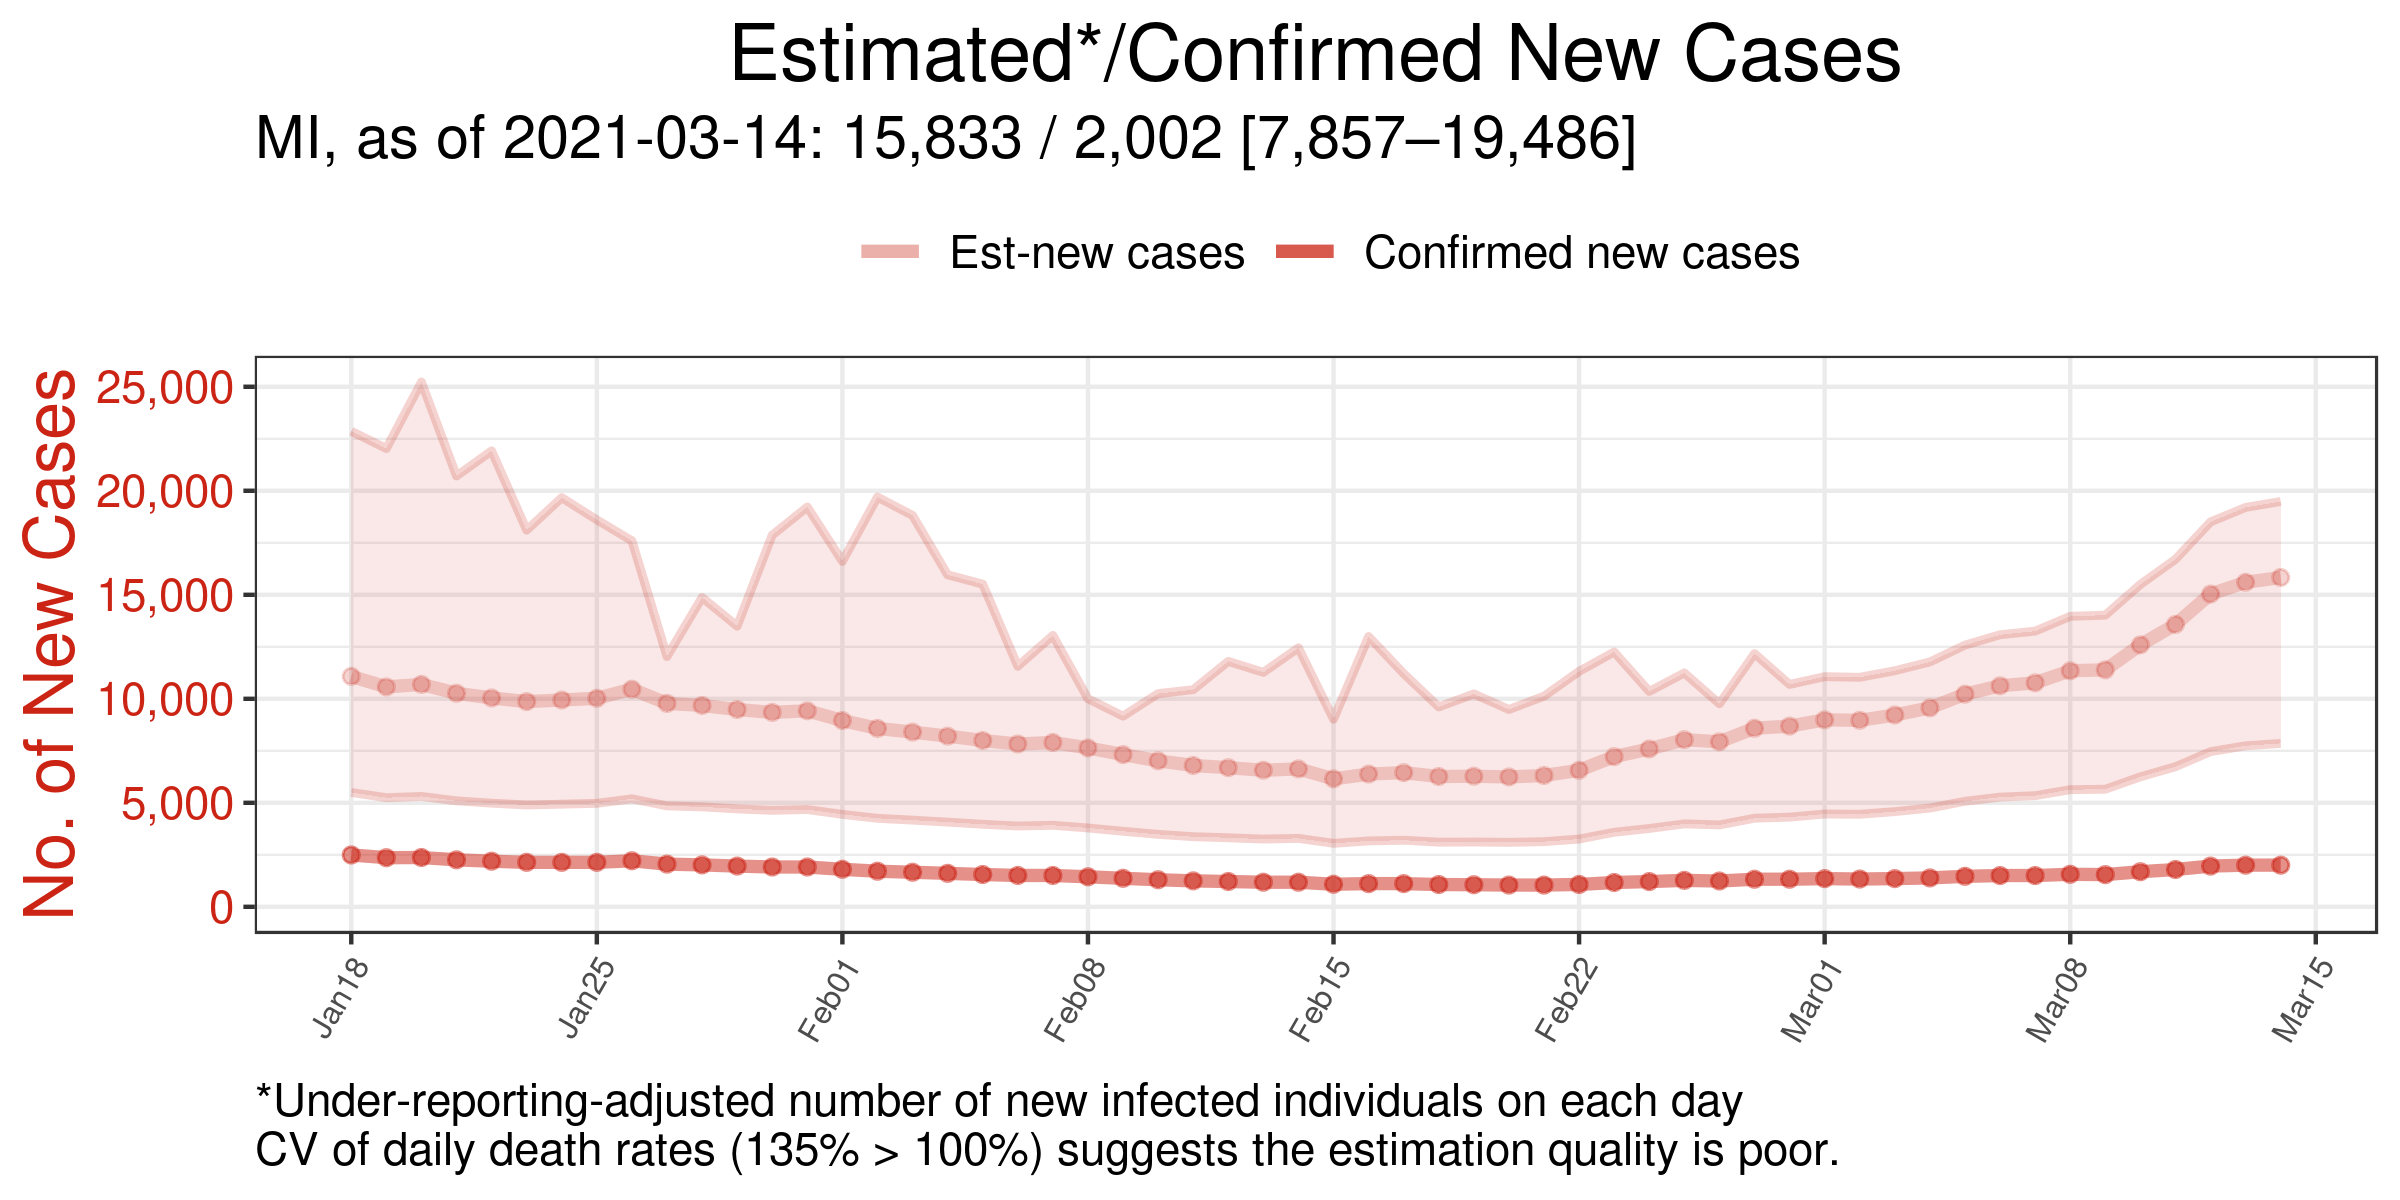 Estimated*/Confirmed New Cases
MI, as of 2021-03-14: 15,833 / 2,002 [7,857–19,486]
Est-new cases
Confirmed new cases
No. of New Cases
25,000
20,000
15,000
10,000
5,000
0
Jan18
Jan25
Feb01
Feb08
Feb15
Feb22
Mar01
Mar08
Mar15
*Under-reporting-adjusted number of new infected individuals on each day
CV of daily death rates (135% > 100%) suggests the estimation quality is poor.